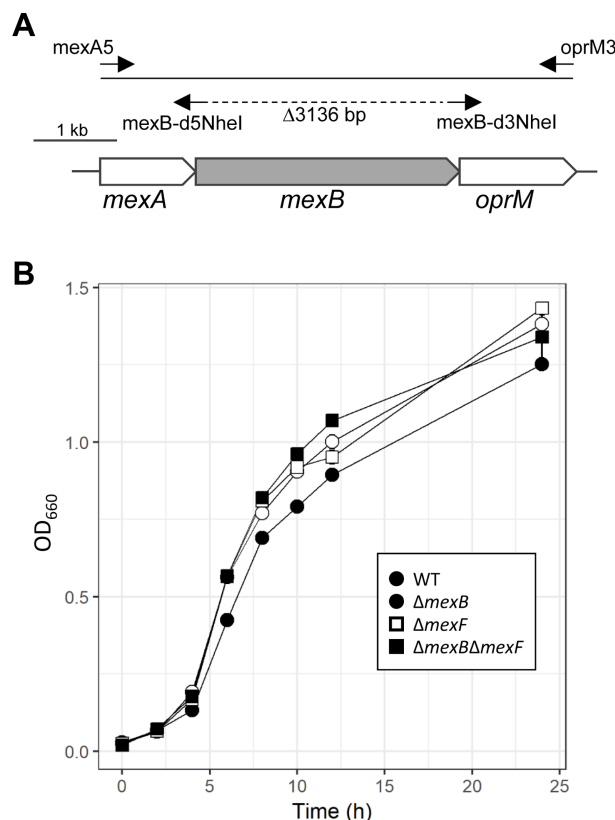 A
mexA5
oprM3
mexB-d5NheI
Δ3136 bp
mexB-d3NheI
1 kb
mexA
mexB
oprM
B
1.5
1.0
0.5
0.0
OD660
WT
ΔmexB
ΔmexF
ΔmexBΔmexF
0
5
10
15
20
25
Time (h)